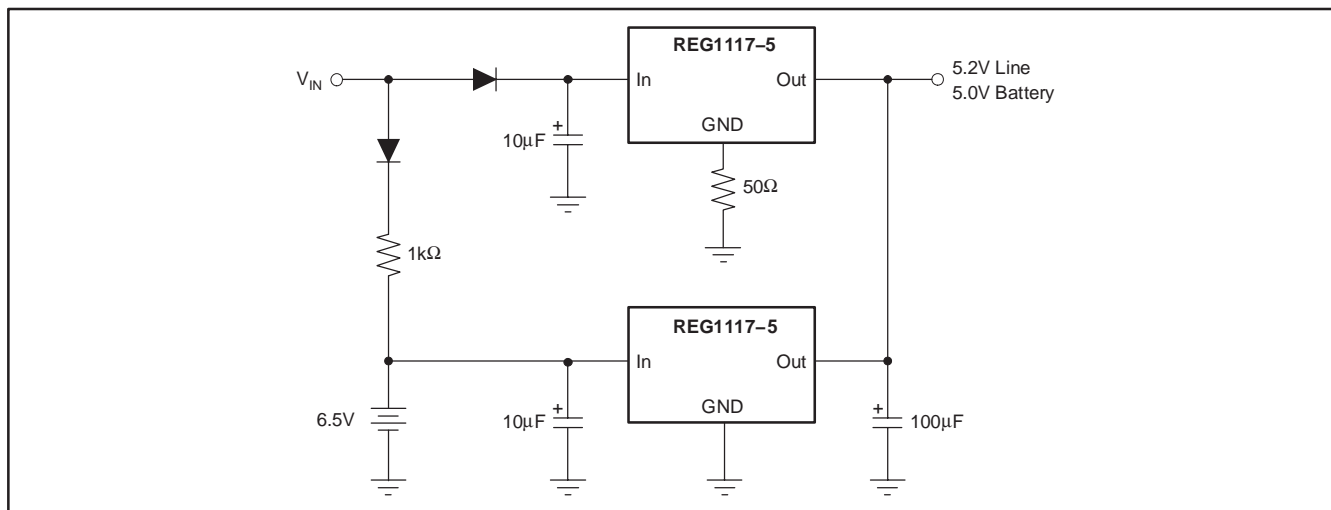 REG1117–5
V_IN
In
Out
5.2V Line
5.0V Battery
GND
+
10μF
50Ω
1kΩ
REG1117–5
In
Out
GND
6.5V
+
10μF
+
100μF